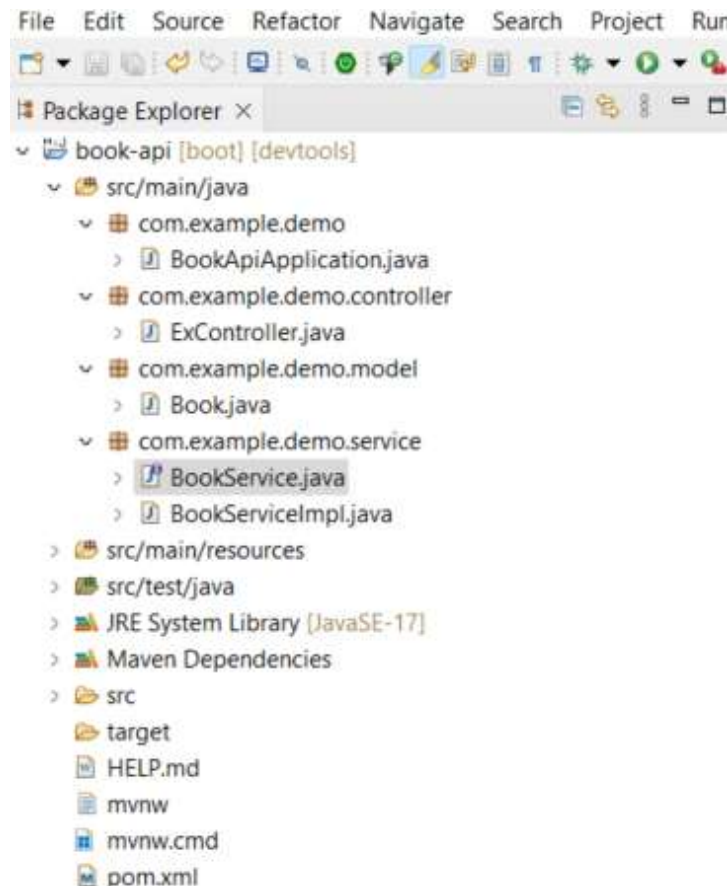 File Edit Source Refactor Navigate Search Project Run
Package Explorer
book-api [boot] [devtools]
src/main/java
com.example.demo
BookApiApplication.java
com.example.demo.controller
ExController.java
com.example.demo.model
Book.java
com.example.demo.service
BookService.java
BookServiceImpl.java
src/main/resources
src/test/java
JRE System Library [JavaSE-17]
Maven Dependencies
src
target
HELP.md
mvnw
mvnw.cmd
pom.xml